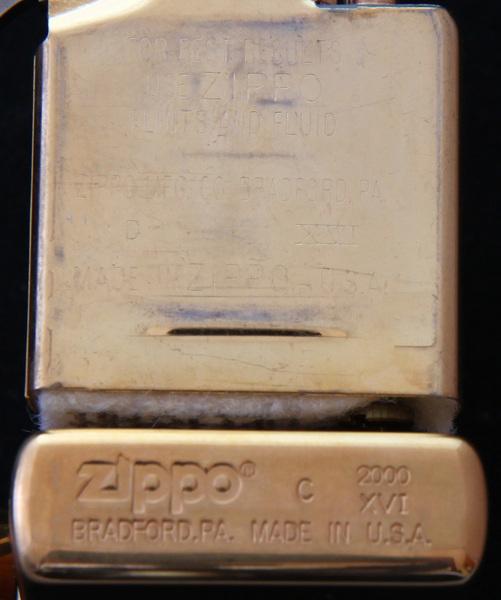 FOR BEST RESULTS
USE ZIPPO
FLINTS AND FLUID
ZIPPO MFG. CO. BRADFORD, PA.
D XVI
MADE IN ZIPPO U.S.A.
zippo® C 2000
XVI
BRADFORD, PA. MADE IN U.S.A.